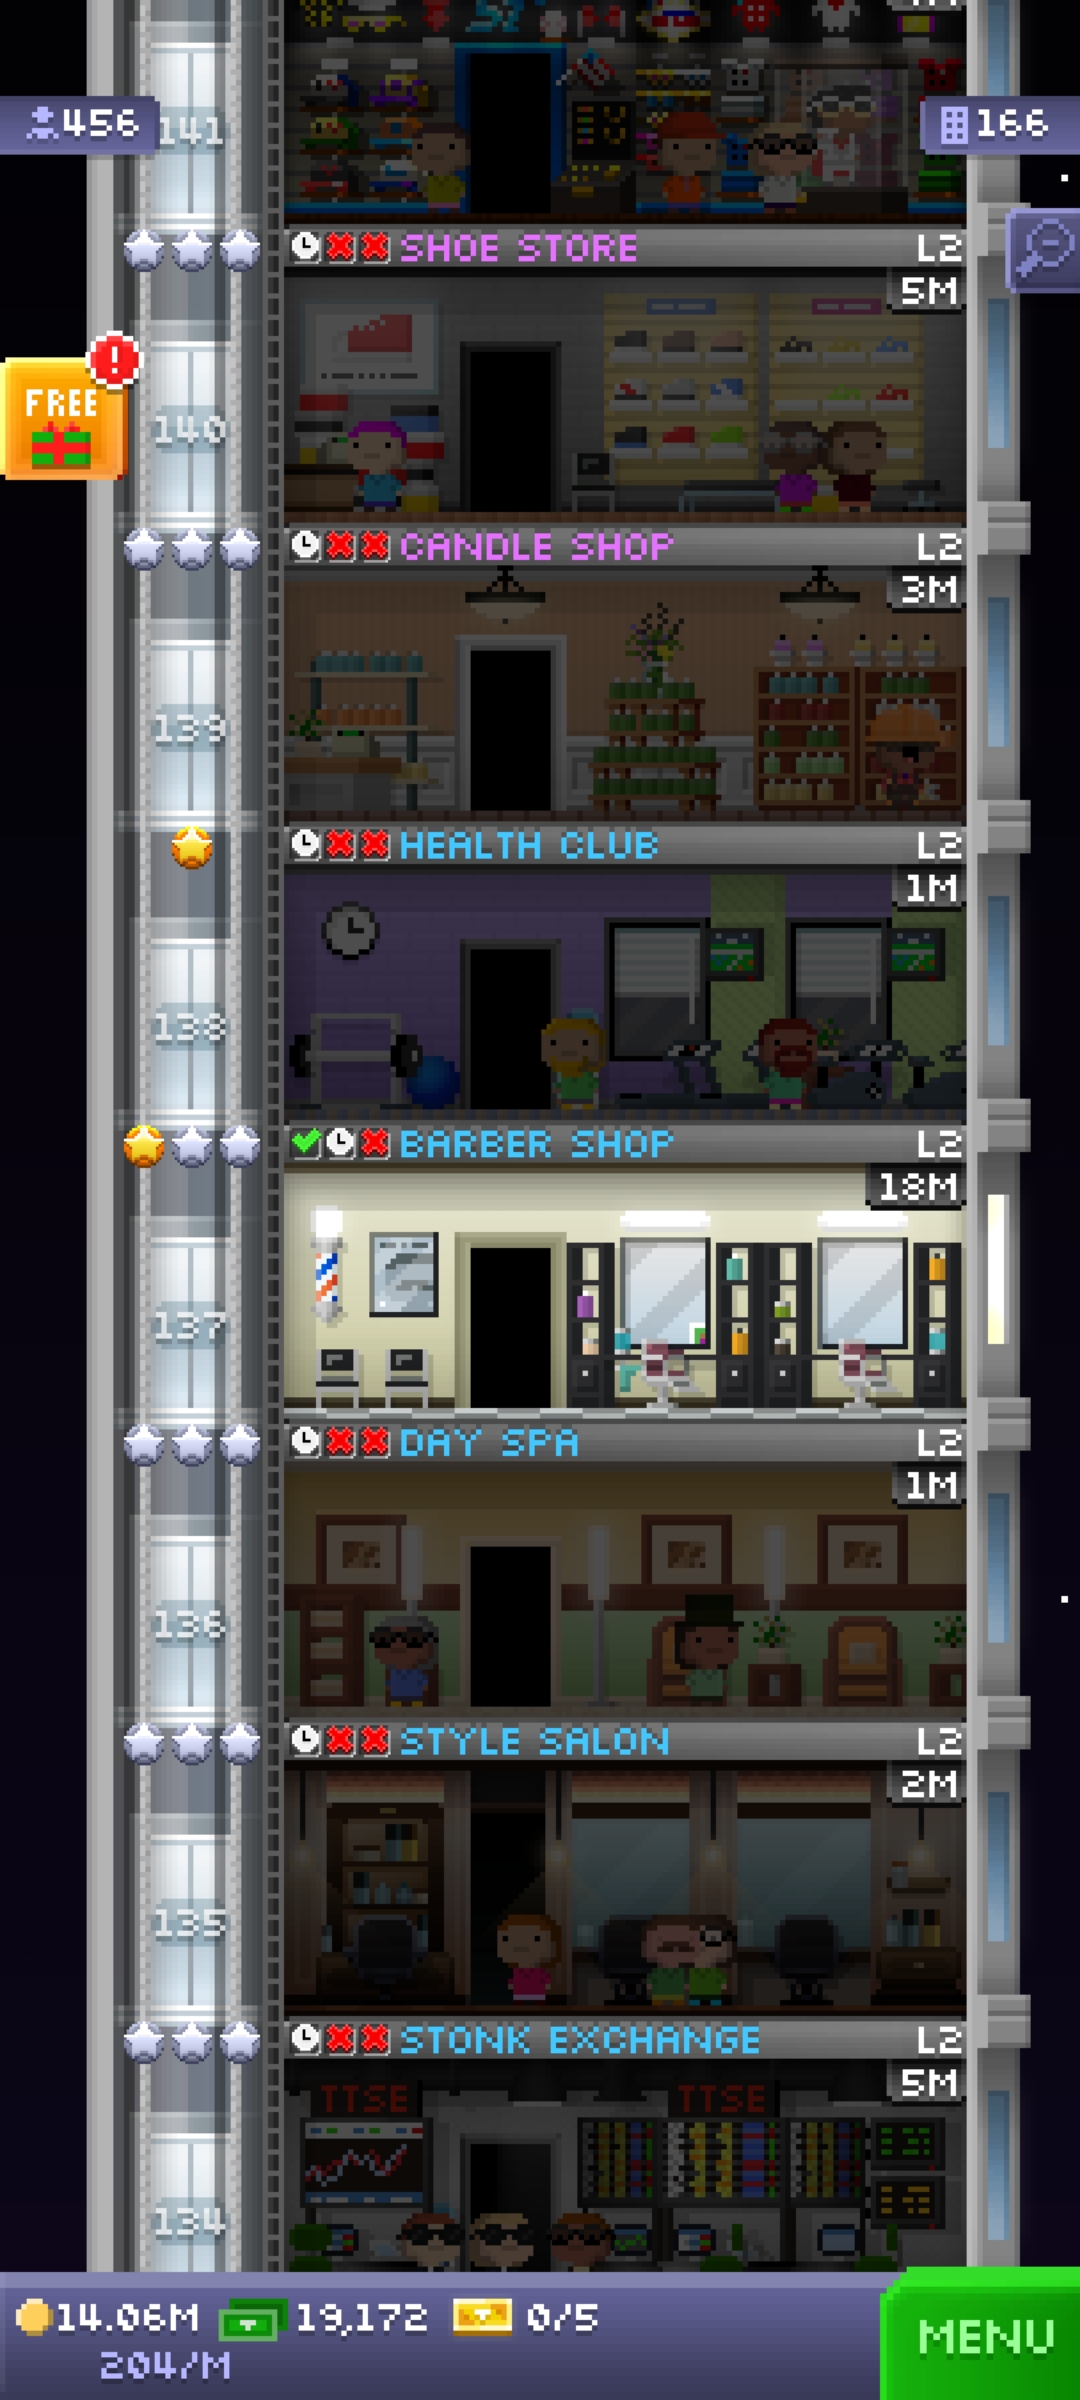 456
141
166
SHOE STORE L2
5M
FREE
!
140
CANDLE SHOP L2
3M
139
HEALTH CLUB L2
1M
138
BARBER SHOP L2
18M
137
DAY SPA L2
1M
136
STYLE SALON L2
2M
135
STONK EXCHANGE L2
5M
TTSE TTSE
134
14.06M 19,172 0/5
204/M
MENU